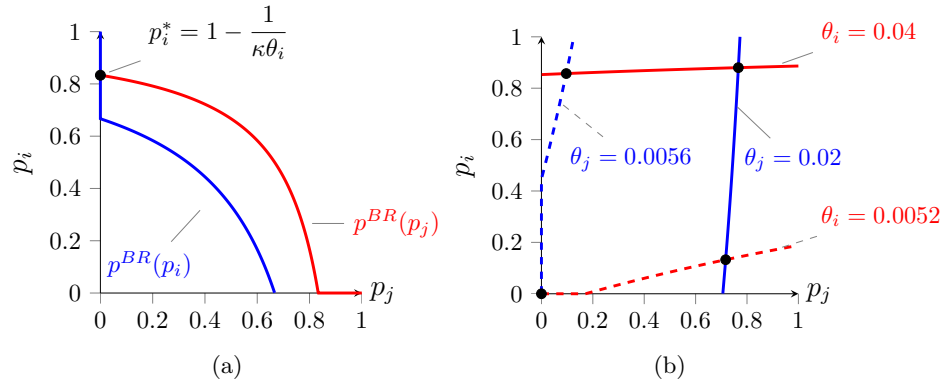 p_i^* = 1 - \frac{1}{\kappa\theta_i}
1
0.8
0.6
0.4
0.2
0
p_i
p^{BR}(p_j)
p^{BR}(p_i)
0 0.2 0.4 0.6 0.8 1
p_j
(a)
θ_i = 0.04
1
0.8
0.6
0.4
0.2
0
p_i
θ_j = 0.0056
θ_j = 0.02
θ_i = 0.0052
0 0.2 0.4 0.6 0.8 1
p_j
(b)